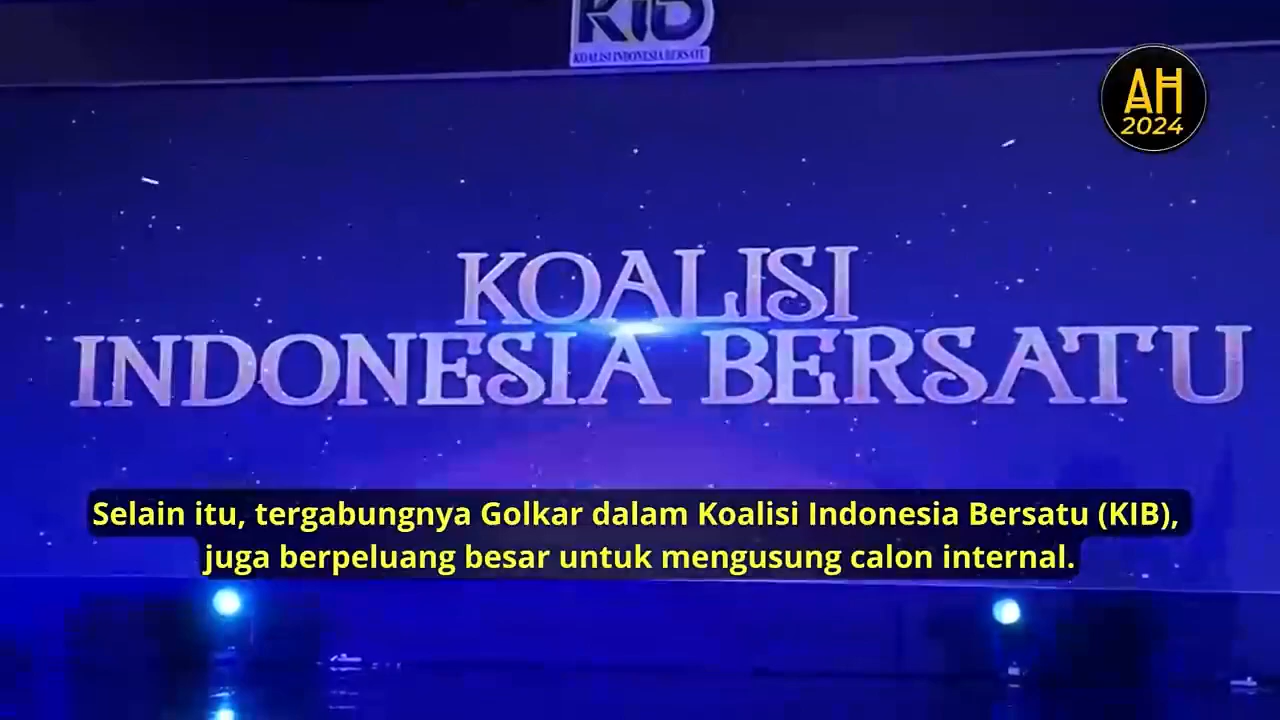 KIB
KOALISI INDONESIA BERSATU
AH
2024
KOALISI
INDONESIA BERSATU
Selain itu, tergabungnya Golkar dalam Koalisi Indonesia Bersatu (KIB),
juga berpeluang besar untuk mengusung calon internal.